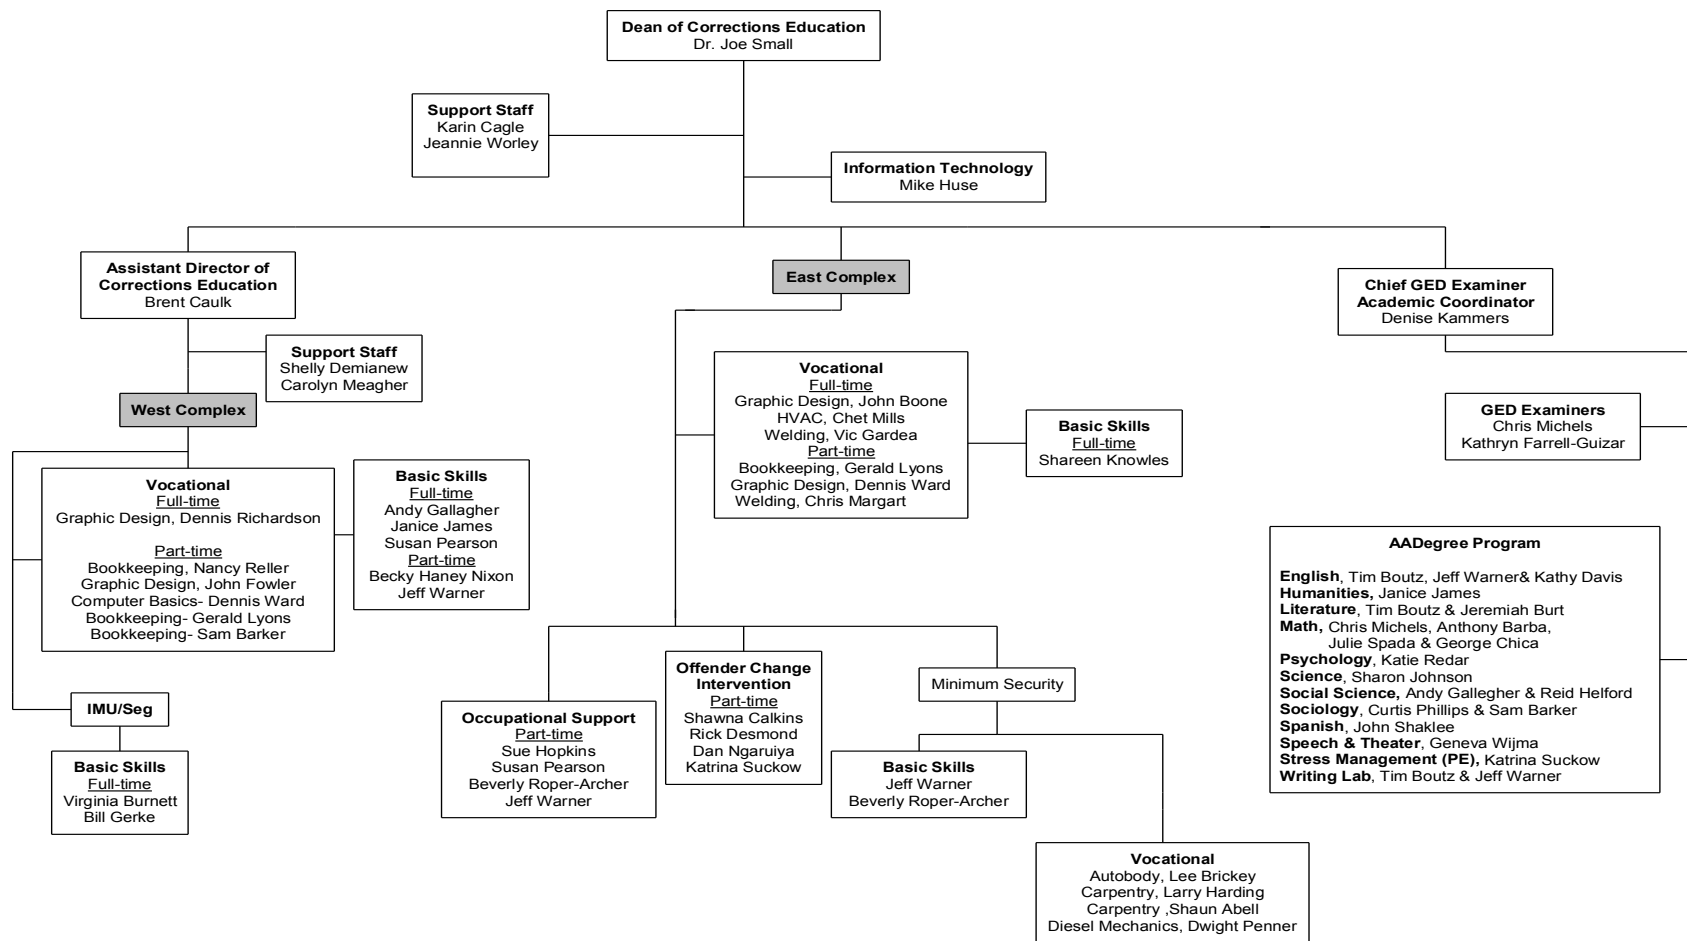 Dean of Corrections Education
Dr. Joe Small
Support Staff
Karin Cagle
Jeannie Worley
Information Technology
Mike Huse
Assistant Director of
Corrections Education
Brent Caulk
East Complex
Chief GED Examiner
Academic Coordinator
Denise Kammers
Support Staff
Shelly Demianew
Carolyn Meagher
West Complex
Vocational
Full-time
Graphic Design, John Boone
HVAC, Chet Mills
Welding, Vic Gardea
Part-time
Bookkeeping, Gerald Lyons
Graphic Design, Dennis Ward
Welding, Chris Margart
Basic Skills
Full-time
Shareen Knowles
GED Examiners
Chris Michels
Kathryn Farrell-Guizar
Vocational
Full-time
Graphic Design, Dennis Richardson
Part-time
Bookkeeping, Nancy Reller
Graphic Design, John Fowler
Computer Basics- Dennis Ward
Bookkeeping- Gerald Lyons
Bookkeeping- Sam Barker
Basic Skills
Full-time
Andy Gallagher
Janice James
Susan Pearson
Part-time
Becky Haney Nixon
Jeff Warner
AADegree Program
English, Tim Boutz, Jeff Warner& Kathy Davis
Humanities, Janice James
Literature, Tim Boutz & Jeremiah Burt
Math, Chris Michels, Anthony Barba,
Julie Spada & George Chica
Psychology, Katie Redar
Science, Sharon Johnson
Social Science, Andy Gallegher & Reid Helford
Sociology, Curtis Phillips & Sam Barker
Spanish, John Shaklee
Speech & Theater, Geneva Wijma
Stress Management (PE), Katrina Suckow
Writing Lab, Tim Boutz & Jeff Warner
IMU/Seg
Basic Skills
Full-time
Virginia Burnett
Bill Gerke
Occupational Support
Part-time
Sue Hopkins
Susan Pearson
Beverly Roper-Archer
Jeff Warner
Offender Change
Intervention
Part-time
Shawna Calkins
Rick Desmond
Dan Ngaruiya
Katrina Suckow
Minimum Security
Basic Skills
Jeff Warner
Beverly Roper-Archer
Vocational
Autobody, Lee Brickey
Carpentry, Larry Harding
Carpentry ,Shaun Abell
Diesel Mechanics, Dwight Penner